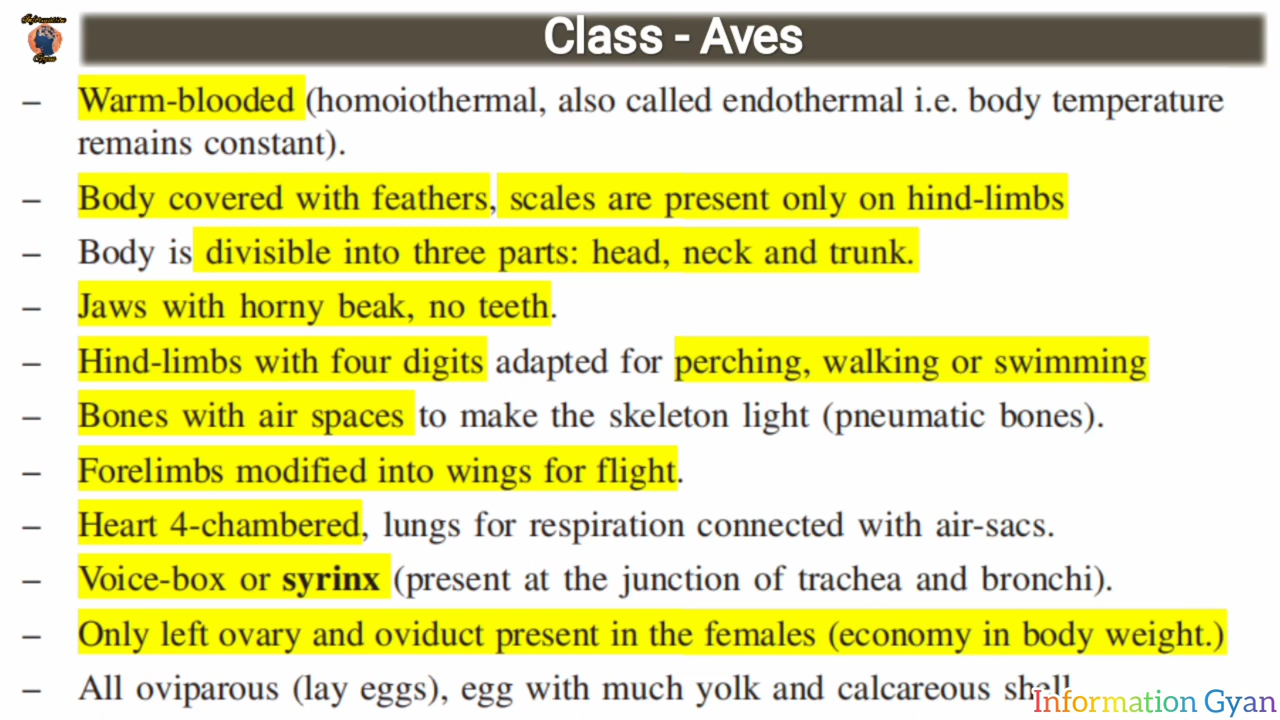 Information
Gyan
Class - Aves
– Warm-blooded (homoiothermal, also called endothermal i.e. body temperature
remains constant).
– Body covered with feathers, scales are present only on hind-limbs
– Body is divisible into three parts: head, neck and trunk.
– Jaws with horny beak, no teeth.
– Hind-limbs with four digits adapted for perching, walking or swimming
– Bones with air spaces to make the skeleton light (pneumatic bones).
– Forelimbs modified into wings for flight.
– Heart 4-chambered, lungs for respiration connected with air-sacs.
– Voice-box or syrinx (present at the junction of trachea and bronchi).
– Only left ovary and oviduct present in the females (economy in body weight.)
– All oviparous (lay eggs), egg with much yolk and calcareous shell
Information Gyan